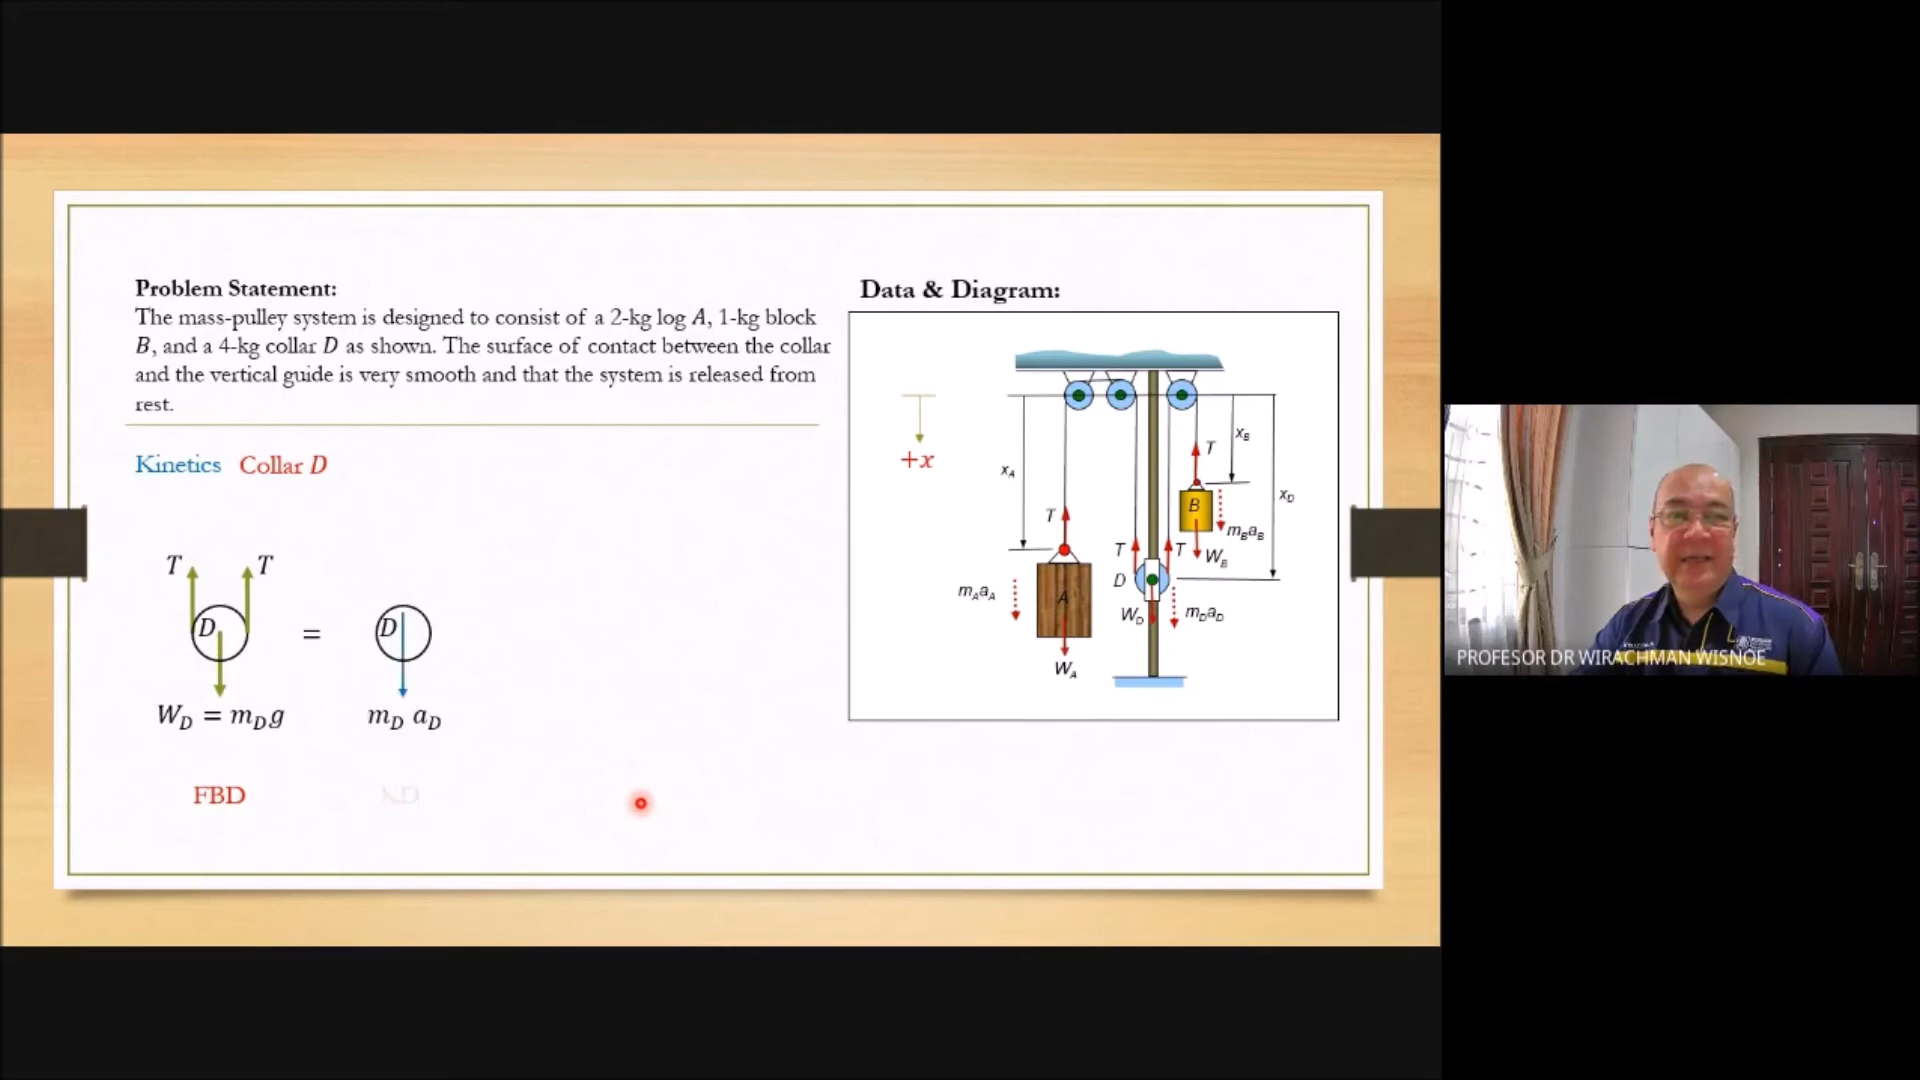 Problem Statement:
The mass-pulley system is designed to consist of a 2-kg log A, 1-kg block
B, and a 4-kg collar D as shown. The surface of contact between the collar
and the vertical guide is very smooth and that the system is released from
rest.
Kinetics Collar D
T T
D = D
W_D = m_D g m_D a_D
FBD KD
Data & Diagram:
+x
x_A
x_B
x_D
T
T
B
m_B a_B
W_B
T T
D
A
m_A a_A
W_D
m_D a_D
W_A
PROFESOR DR WIRACHMAN WISNOE